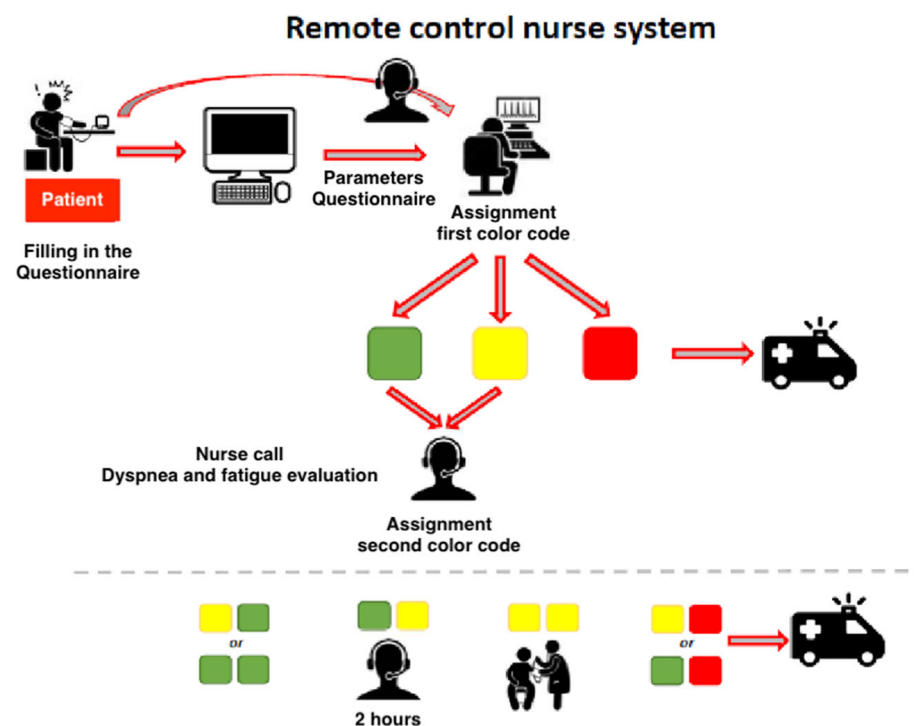 Remote control nurse system
Patient
Filling in the
Questionnaire
Parameters
Questionnaire
Assignment
first color code
Nurse call
Dyspnea and fatigue evaluation
Assignment
second color code
or
or
2 hours